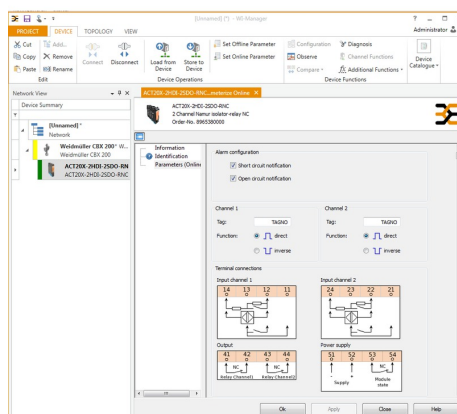 [Unnamed] (*) - WI-Manager
PROJECT DEVICE TOPOLOGY VIEW
Administrator
Cut Add...
Copy Remove
Paste Rename
Edit
Connect Disconnect
Load from Device Store to Device
Set Offline Parameter
Set Online Parameter
Device Operations
Configuration Diagnosis
Observe Channel Functions
Compare Additional Functions
Device Functions
Device Catalogue
Network View
Device Summary
[Unnamed]*
Network
Weidmüller CBX 200* W...
Weidmüller CBX 200
ACT20X-2HDI-2SDO-RN
ACT20X-2HDI-2SDO-RN
ACT20X-2HDI-2SDO-RNC...meterize Online
ACT20X-2HDI-2SDO-RNC
2 Channel Namur isolator-relay NC
Order-No. 8965380000
Information
Identification
Parameters (Online
Alarm configuration
Short circuit notification
Open circuit notification
Channel 1
Tag: TAGNO
Function: direct
inverse
Channel 2
Tag: TAGNO
Function: direct
inverse
Terminal connections
Input channel 1
14 13 12 11
Input channel 2
24 23 22 21
Output
41 42 43 44
NC NC
Relay Channel1 Relay Channel2
Power supply
51 52 53 54
NC
- +
Supply
Module state
Ok Apply Close Help